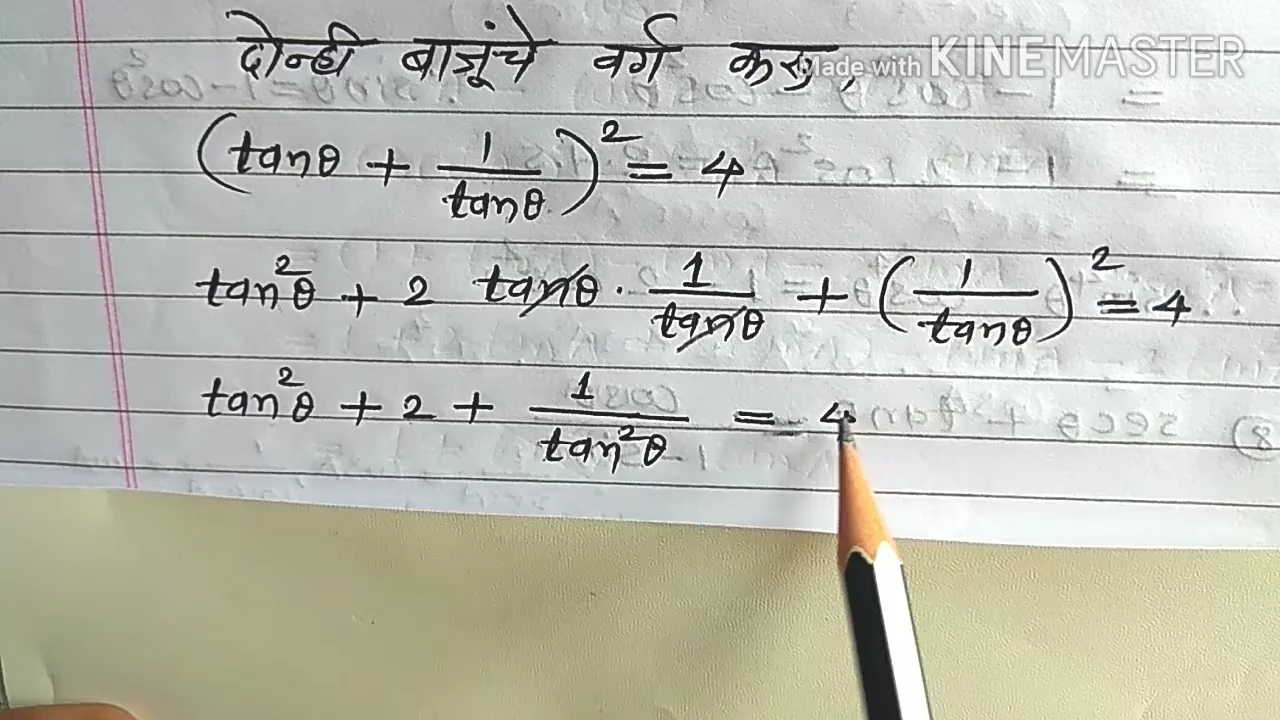 दोन्ही बाजूंचे वर्ग करू,
Made with KINEMASTER
(tanθ + 1/tanθ)² = 4
tan²θ + 2 tanθ · 1/tanθ + (1/tanθ)² = 4
tan²θ + 2 + 1/tan²θ = 4